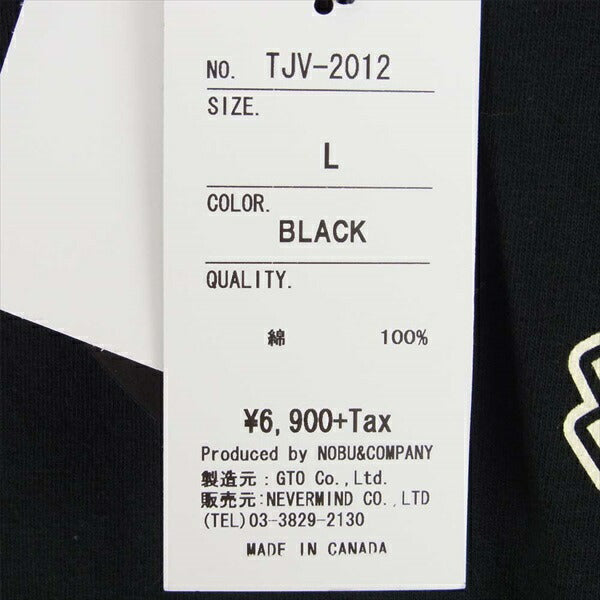 NO. TJV-2012
SIZE.
L
COLOR.
BLACK
QUALITY.
綿 100%
¥6,900+Tax
Produced by NOBU&COMPANY
製造元:GTO Co.,Ltd.
販売元:NEVERMIND CO.,LTD
(TEL)03-3829-2130
MADE IN CANADA